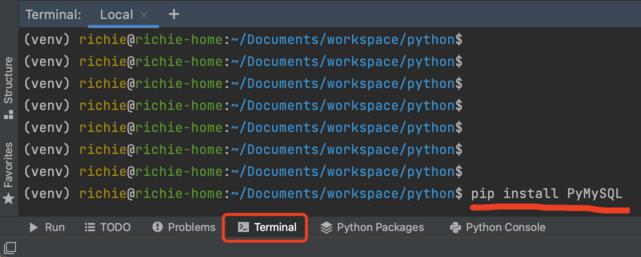 Terminal: Local × +
(venv) richie@richie-home:~/Documents/workspace/python$
(venv) richie@richie-home:~/Documents/workspace/python$
(venv) richie@richie-home:~/Documents/workspace/python$
(venv) richie@richie-home:~/Documents/workspace/python$
(venv) richie@richie-home:~/Documents/workspace/python$
(venv) richie@richie-home:~/Documents/workspace/python$
(venv) richie@richie-home:~/Documents/workspace/python$
(venv) richie@richie-home:~/Documents/workspace/python$ pip install PyMySQL
Structure
Favorites
Run TODO Problems Terminal Python Packages Python Console